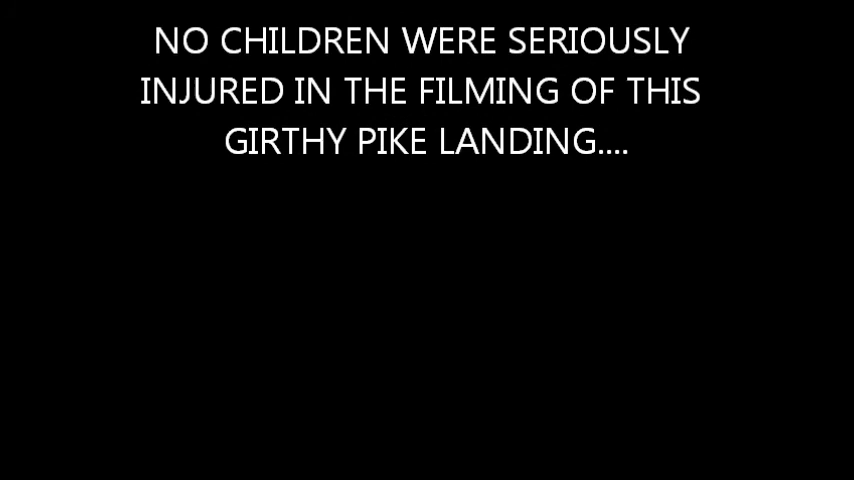 NO CHILDREN WERE SERIOUSLY
INJURED IN THE FILMING OF THIS
GIRTHY PIKE LANDING....